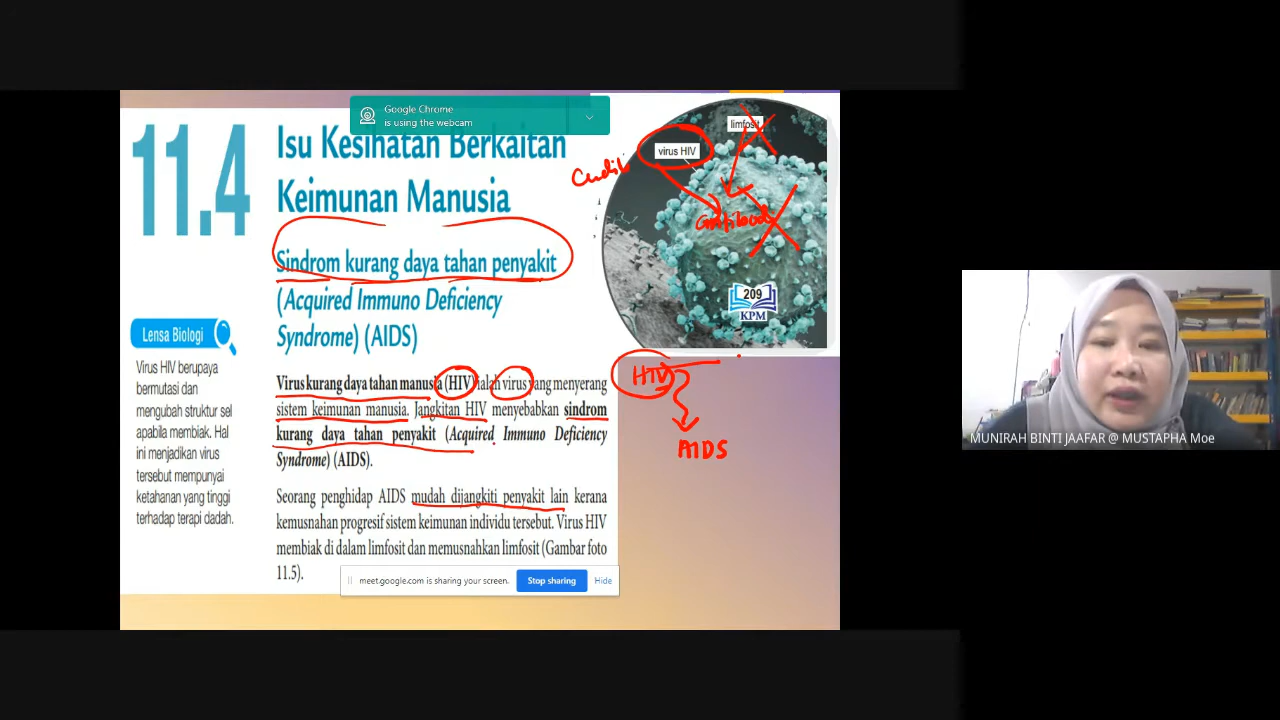 Google Chrome
is using the webcam
11.4
Isu Kesihatan Berkaitan
Keimunan Manusia
Sindrom kurang daya tahan penyakit
(Acquired Immuno Deficiency
Syndrome) (AIDS)
Lensa Biologi
Virus HIV berupaya
bermutasi dan
mengubah struktur sel
apabila membiak. Hal
ini menjadikan virus
tersebut mempunyai
ketahanan yang tinggi
terhadap terapi dadah.
Virus kurang daya tahan manusia (HIV) ialah virus yang menyerang
sistem keimunan manusia. Jangkitan HIV menyebabkan sindrom
kurang daya tahan penyakit (Acquired Immuno Deficiency
Syndrome) (AIDS).
Seorang penghidap AIDS mudah dijangkiti penyakit lain kerana
kemusnahan progresif sistem keimunan individu tersebut. Virus HIV
membiak di dalam limfosit dan memusnahkan limfosit (Gambar foto
11.5).
meet.google.com is sharing your screen.
Stop sharing
Hide
limfosit
virus HIV
209
KPM
HIV
AIDS
MUNIRAH BINTI JAAFAR @ MUSTAPHA Moe